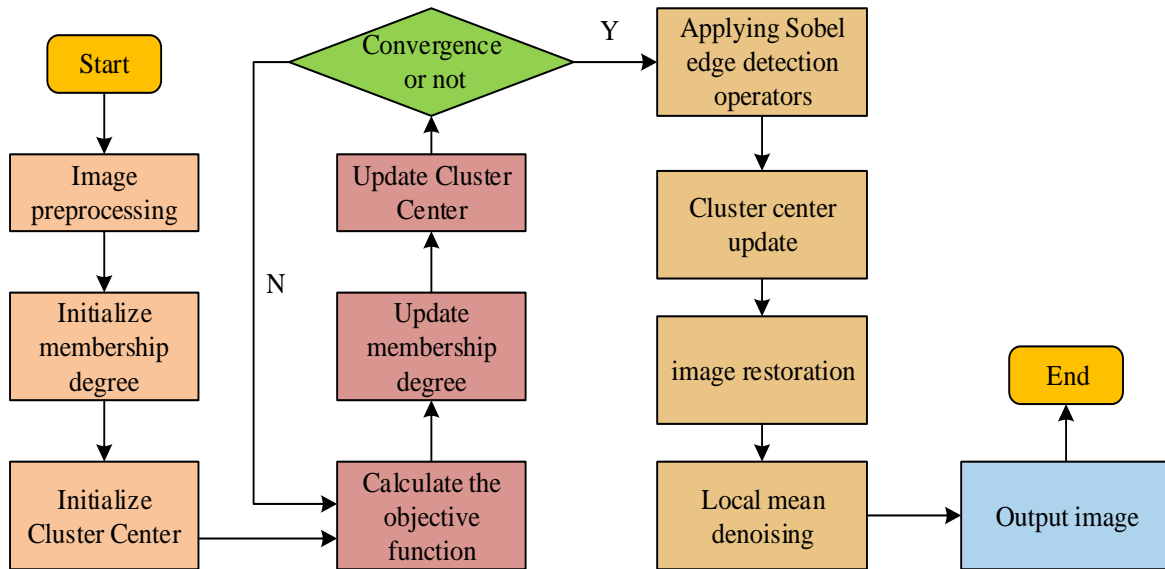 Start
Image
preprocessing
Initialize
membership
degree
Initialize
Cluster Center
Convergence
or not
Y
N
Update Cluster
Center
Update
membership
degree
Calculate the
objective
function
Applying Sobel
edge detection
operators
Cluster center
update
image restoration
Local mean
denoising
End
Output image